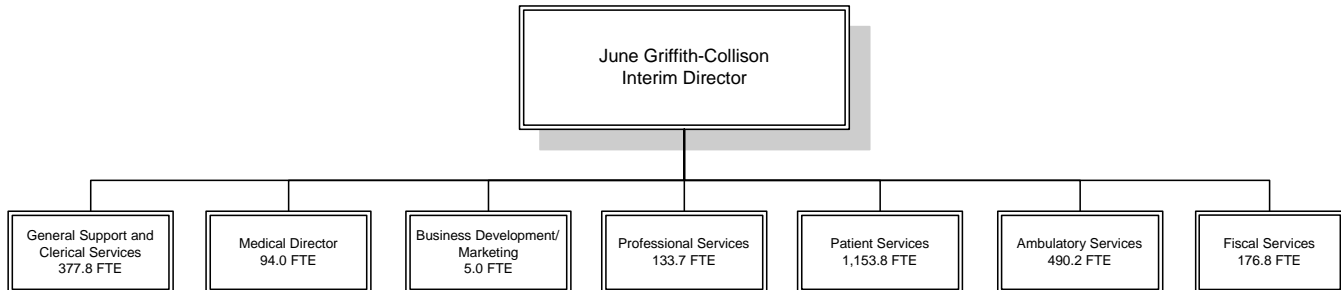 June Griffith-Collison
Interim Director
General Support and
Clerical Services
377.8 FTE
Medical Director
94.0 FTE
Business Development/
Marketing
5.0 FTE
Professional Services
133.7 FTE
Patient Services
1,153.8 FTE
Ambulatory Services
490.2 FTE
Fiscal Services
176.8 FTE